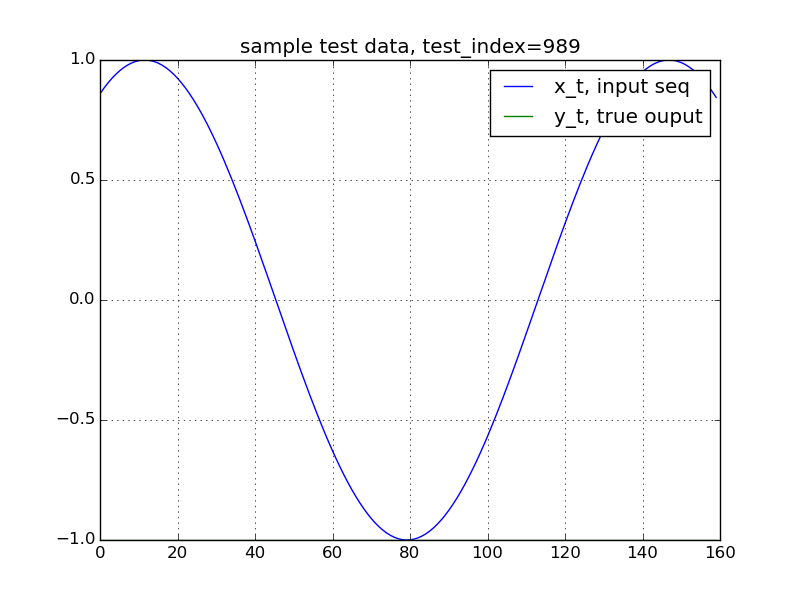 sample test data, test_index=989
x_t, input seq
y_t, true ouput
1.0
0.5
0.0
−0.5
−1.0
0 20 40 60 80 100 120 140 160